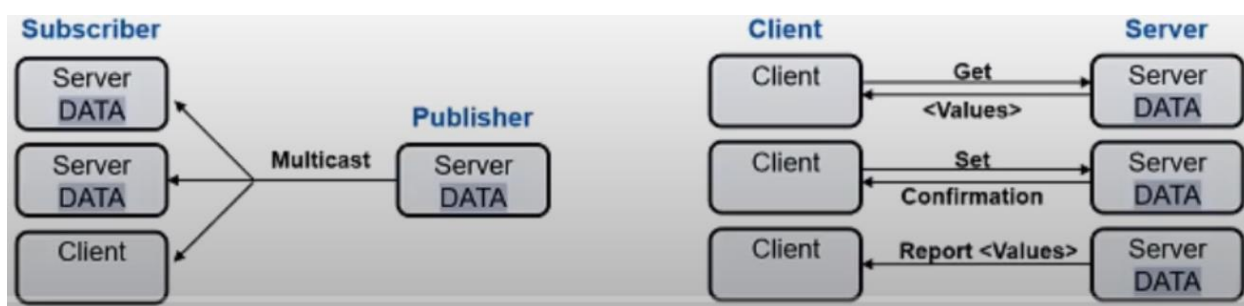 Subscriber
Server
DATA
Server
DATA
Client
Multicast
Publisher
Server
DATA
Client
Server
Client
Get
<Values>
Server
DATA
Client
Set
Confirmation
Server
DATA
Client
Report <Values>
Server
DATA